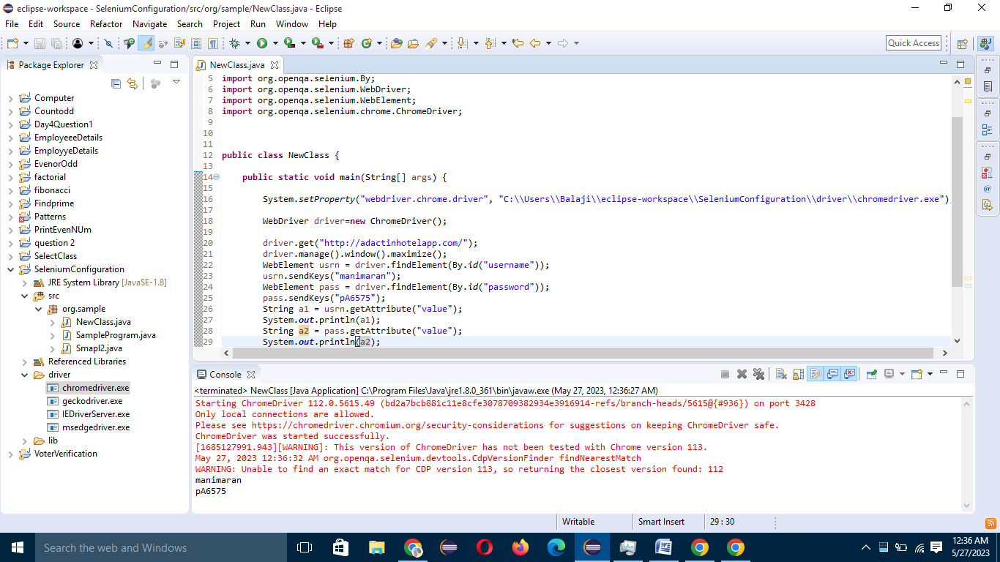 eclipse-workspace - SeleniumConfiguration/src/org/sample/NewClass.java - Eclipse
File Edit Source Refactor Navigate Search Project Run Window Help
Quick Access
Package Explorer
Computer
Countodd
Day4Question1
EmployeeeDetails
EmployyeDetails
EvenorOdd
factorial
fibonacci
Findprime
Patterns
PrintEvenNUm
question 2
SelectClass
SeleniumConfiguration
JRE System Library [JavaSE-1.8]
src
org.sample
NewClass.java
SampleProgram.java
Smapl2.java
Referenced Libraries
driver
chromedriver.exe
geckodriver.exe
IEDriverServer.exe
msedgedriver.exe
lib
VoterVerification
NewClass.java
5 import org.openqa.selenium.By;
6 import org.openqa.selenium.WebDriver;
7 import org.openqa.selenium.WebElement;
8 import org.openqa.selenium.chrome.ChromeDriver;
9
10
11
12 public class NewClass {
13
14 public static void main(String[] args) {
15
16 System.setProperty("webdriver.chrome.driver", "C:\\Users\\Balaji\\eclipse-workspace\\SeleniumConfiguration\\driver\\chromedriver.exe")
17
18 WebDriver driver=new ChromeDriver();
19
20 driver.get("http://adactinhotelapp.com/");
21 driver.manage().window().maximize();
22 WebElement usrn = driver.findElement(By.id("username"));
23 usrn.sendKeys("manimaran");
24 WebElement pass = driver.findElement(By.id("password"));
25 pass.sendKeys("pA6575");
26 String a1 = usrn.getAttribute("value");
27 System.out.println(a1);
28 String a2 = pass.getAttribute("value");
29 System.out.println(a2);
Console
<terminated> NewClass [Java Application] C:\Program Files\Java\jre1.8.0_361\bin\javaw.exe (May 27, 2023, 12:36:27 AM)
Starting ChromeDriver 112.0.5615.49 (bd2a7bcb881c11e8cfe3078709382934e3916914-refs/branch-heads/5615@{#936}) on port 3428
Only local connections are allowed.
Please see https://chromedriver.chromium.org/security-considerations for suggestions on keeping ChromeDriver safe.
ChromeDriver was started successfully.
[1685127991.943][WARNING]: This version of ChromeDriver has not been tested with Chrome version 113.
May 27, 2023 12:36:32 AM org.openqa.selenium.devtools.CdpVersionFinder findNearestMatch
WARNING: Unable to find an exact match for CDP version 113, so returning the closest version found: 112
manimaran
pA6575
Writable Smart Insert 29 : 30
Search the web and Windows
12:36 AM
5/27/2023